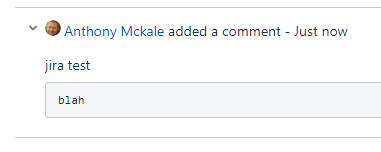 Anthony Mckale added a comment - Just now
jira test
blah